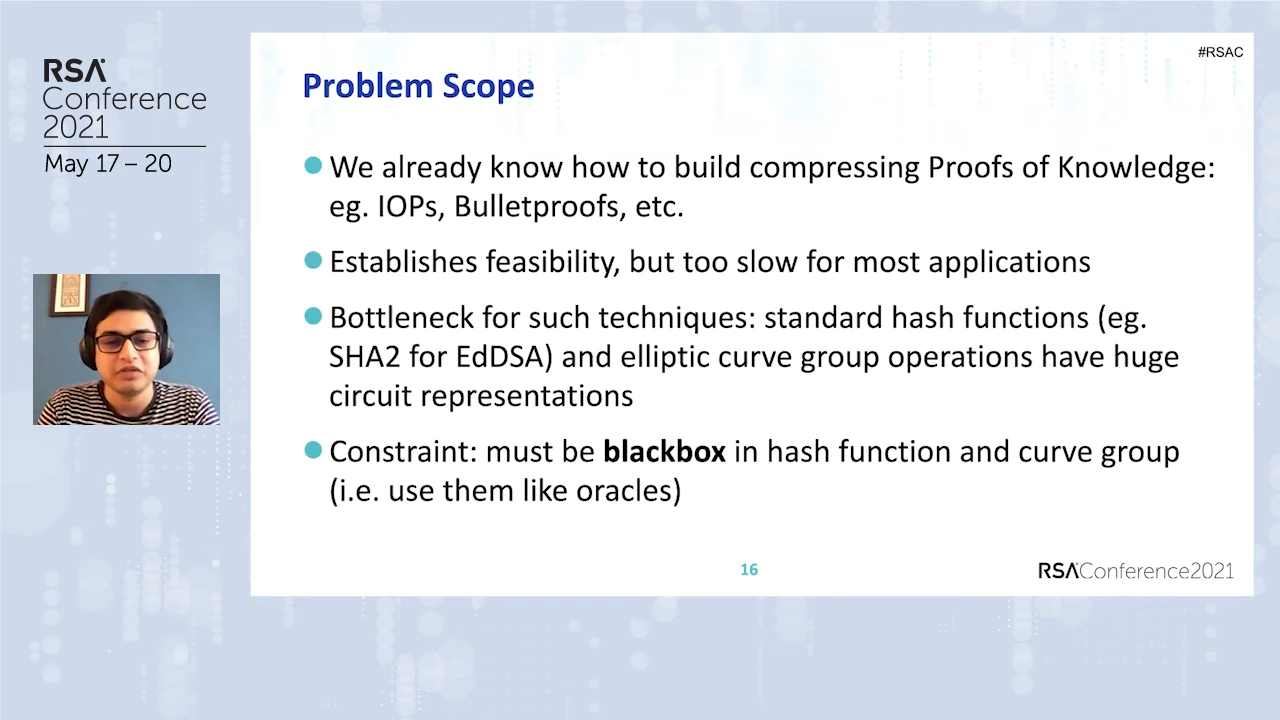 RSA
Conference
2021
May 17 – 20
#RSAC
Problem Scope
We already know how to build compressing Proofs of Knowledge:
eg. IOPs, Bulletproofs, etc.
Establishes feasibility, but too slow for most applications
Bottleneck for such techniques: standard hash functions (eg.
SHA2 for EdDSA) and elliptic curve group operations have huge
circuit representations
Constraint: must be blackbox in hash function and curve group
(i.e. use them like oracles)
16
RSAConference2021